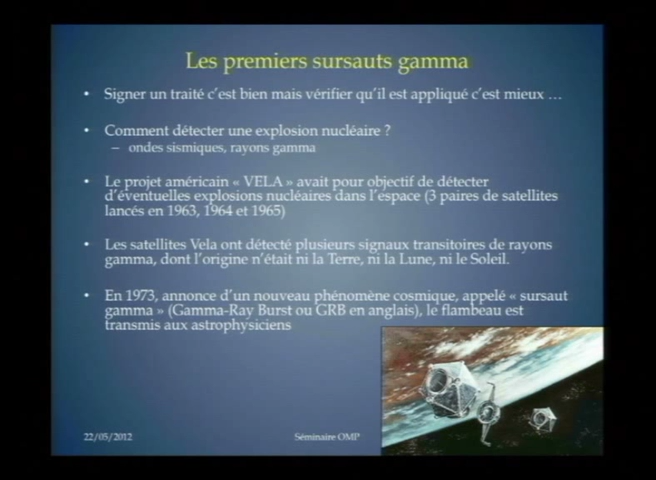 Les premiers sursauts gamma
• Signer un traité c'est bien mais vérifier qu'il est appliqué c'est mieux …
• Comment détecter une explosion nucléaire ?
– ondes sismiques, rayons gamma
• Le projet américain « VELA » avait pour objectif de détecter
d'éventuelles explosions nucléaires dans l'espace (3 paires de satellites
lancés en 1963, 1964 et 1965)
• Les satellites Vela ont détecté plusieurs signaux transitoires de rayons
gamma, dont l'origine n'était ni la Terre, ni la Lune, ni le Soleil.
• En 1973, annonce d'un nouveau phénomène cosmique, appelé « sursaut
gamma » (Gamma-Ray Burst ou GRB en anglais), le flambeau est
transmis aux astrophysiciens
22/05/2012
Séminaire OMP